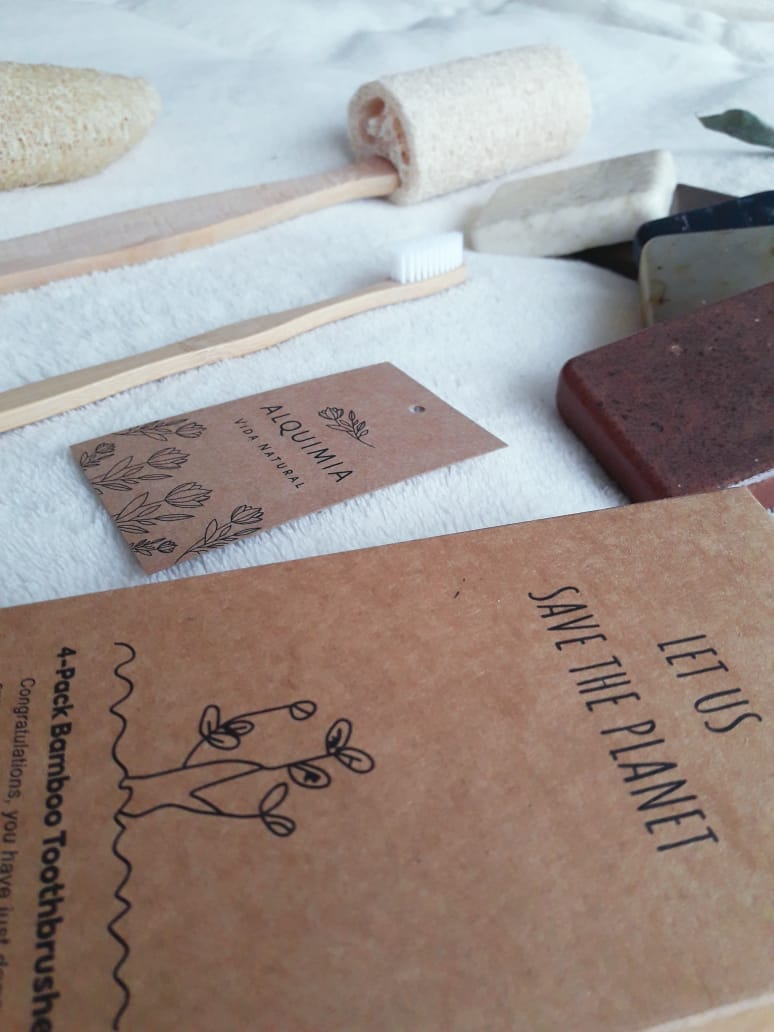 ALQUIMIA
VIDA NATURAL
LET US
SAVE THE PLANET
4-Pack Bamboo Toothbrushe
Congratulations, you have just